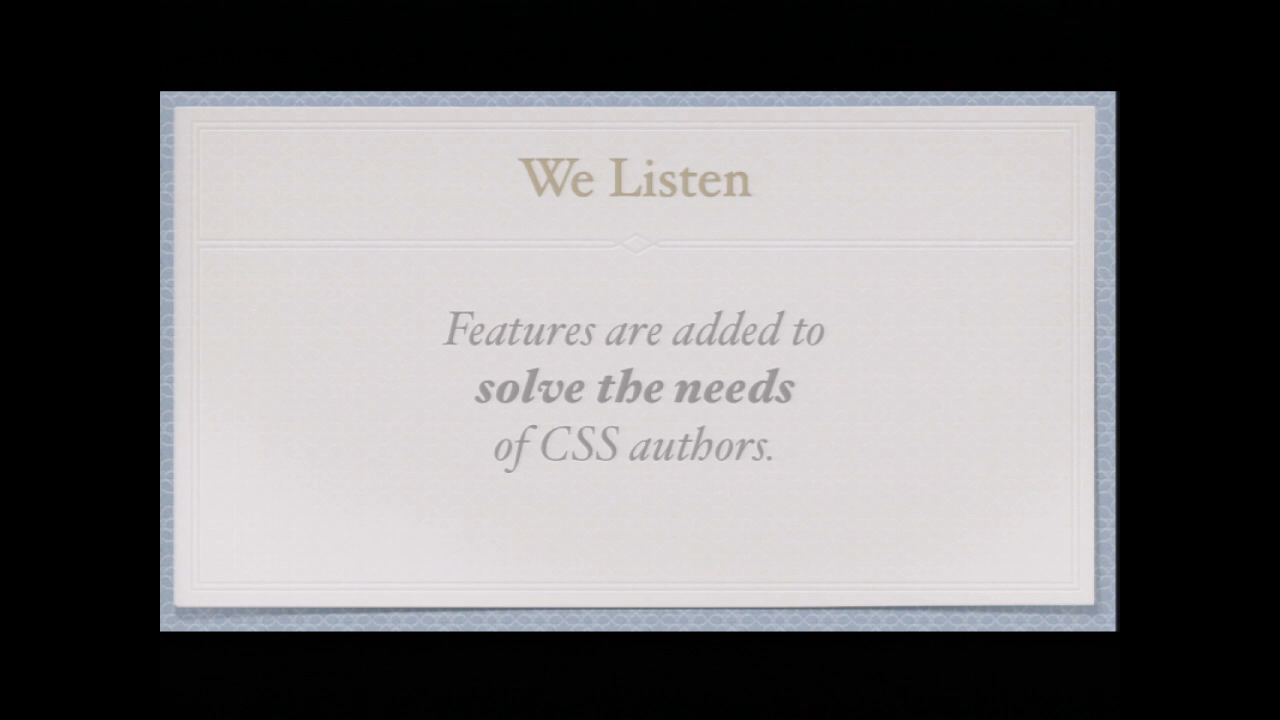 We Listen
Features are added to
solve the needs
of CSS authors.